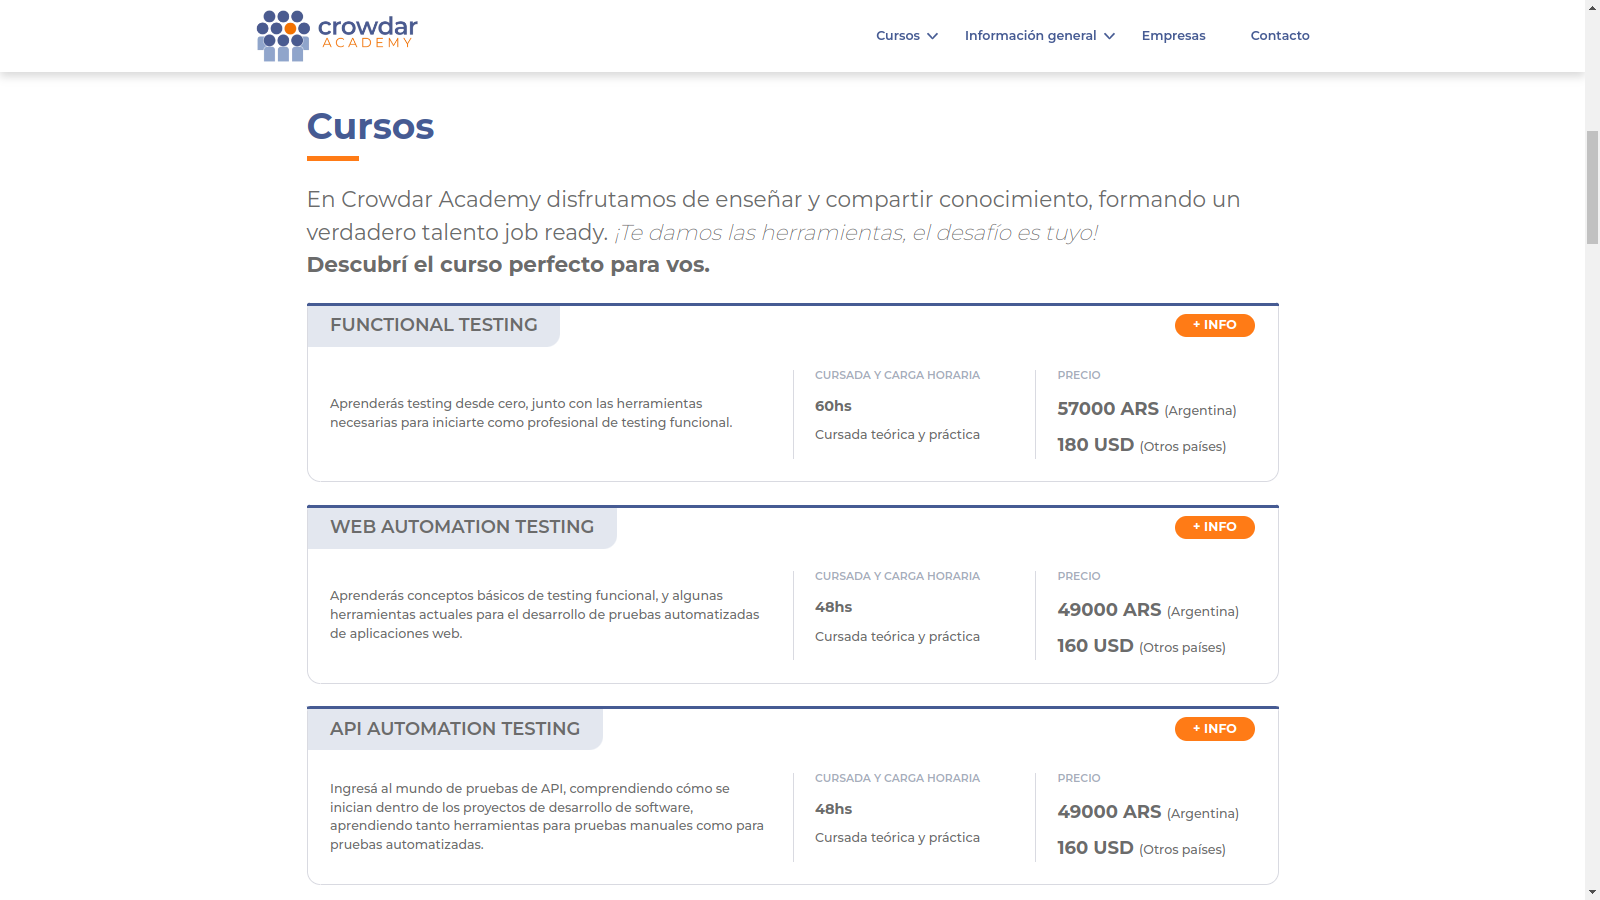 crowdar
ACADEMY
Cursos
Información general
Empresas
Contacto
Cursos
En Crowdar Academy disfrutamos de enseñar y compartir conocimiento, formando un
verdadero talento job ready. ¡Te damos las herramientas, el desafío es tuyo!
Descubrí el curso perfecto para vos.
FUNCTIONAL TESTING
+ INFO
Aprenderás testing desde cero, junto con las herramientas
necesarias para iniciarte como profesional de testing funcional.
CURSADA Y CARGA HORARIA
60hs
Cursada teórica y práctica
PRECIO
57000 ARS (Argentina)
180 USD (Otros países)
WEB AUTOMATION TESTING
+ INFO
Aprenderás conceptos básicos de testing funcional, y algunas
herramientas actuales para el desarrollo de pruebas automatizadas
de aplicaciones web.
CURSADA Y CARGA HORARIA
48hs
Cursada teórica y práctica
PRECIO
49000 ARS (Argentina)
160 USD (Otros países)
API AUTOMATION TESTING
+ INFO
Ingresá al mundo de pruebas de API, comprendiendo cómo se
inician dentro de los proyectos de desarrollo de software,
aprendiendo tanto herramientas para pruebas manuales como para
pruebas automatizadas.
CURSADA Y CARGA HORARIA
48hs
Cursada teórica y práctica
PRECIO
49000 ARS (Argentina)
160 USD (Otros países)